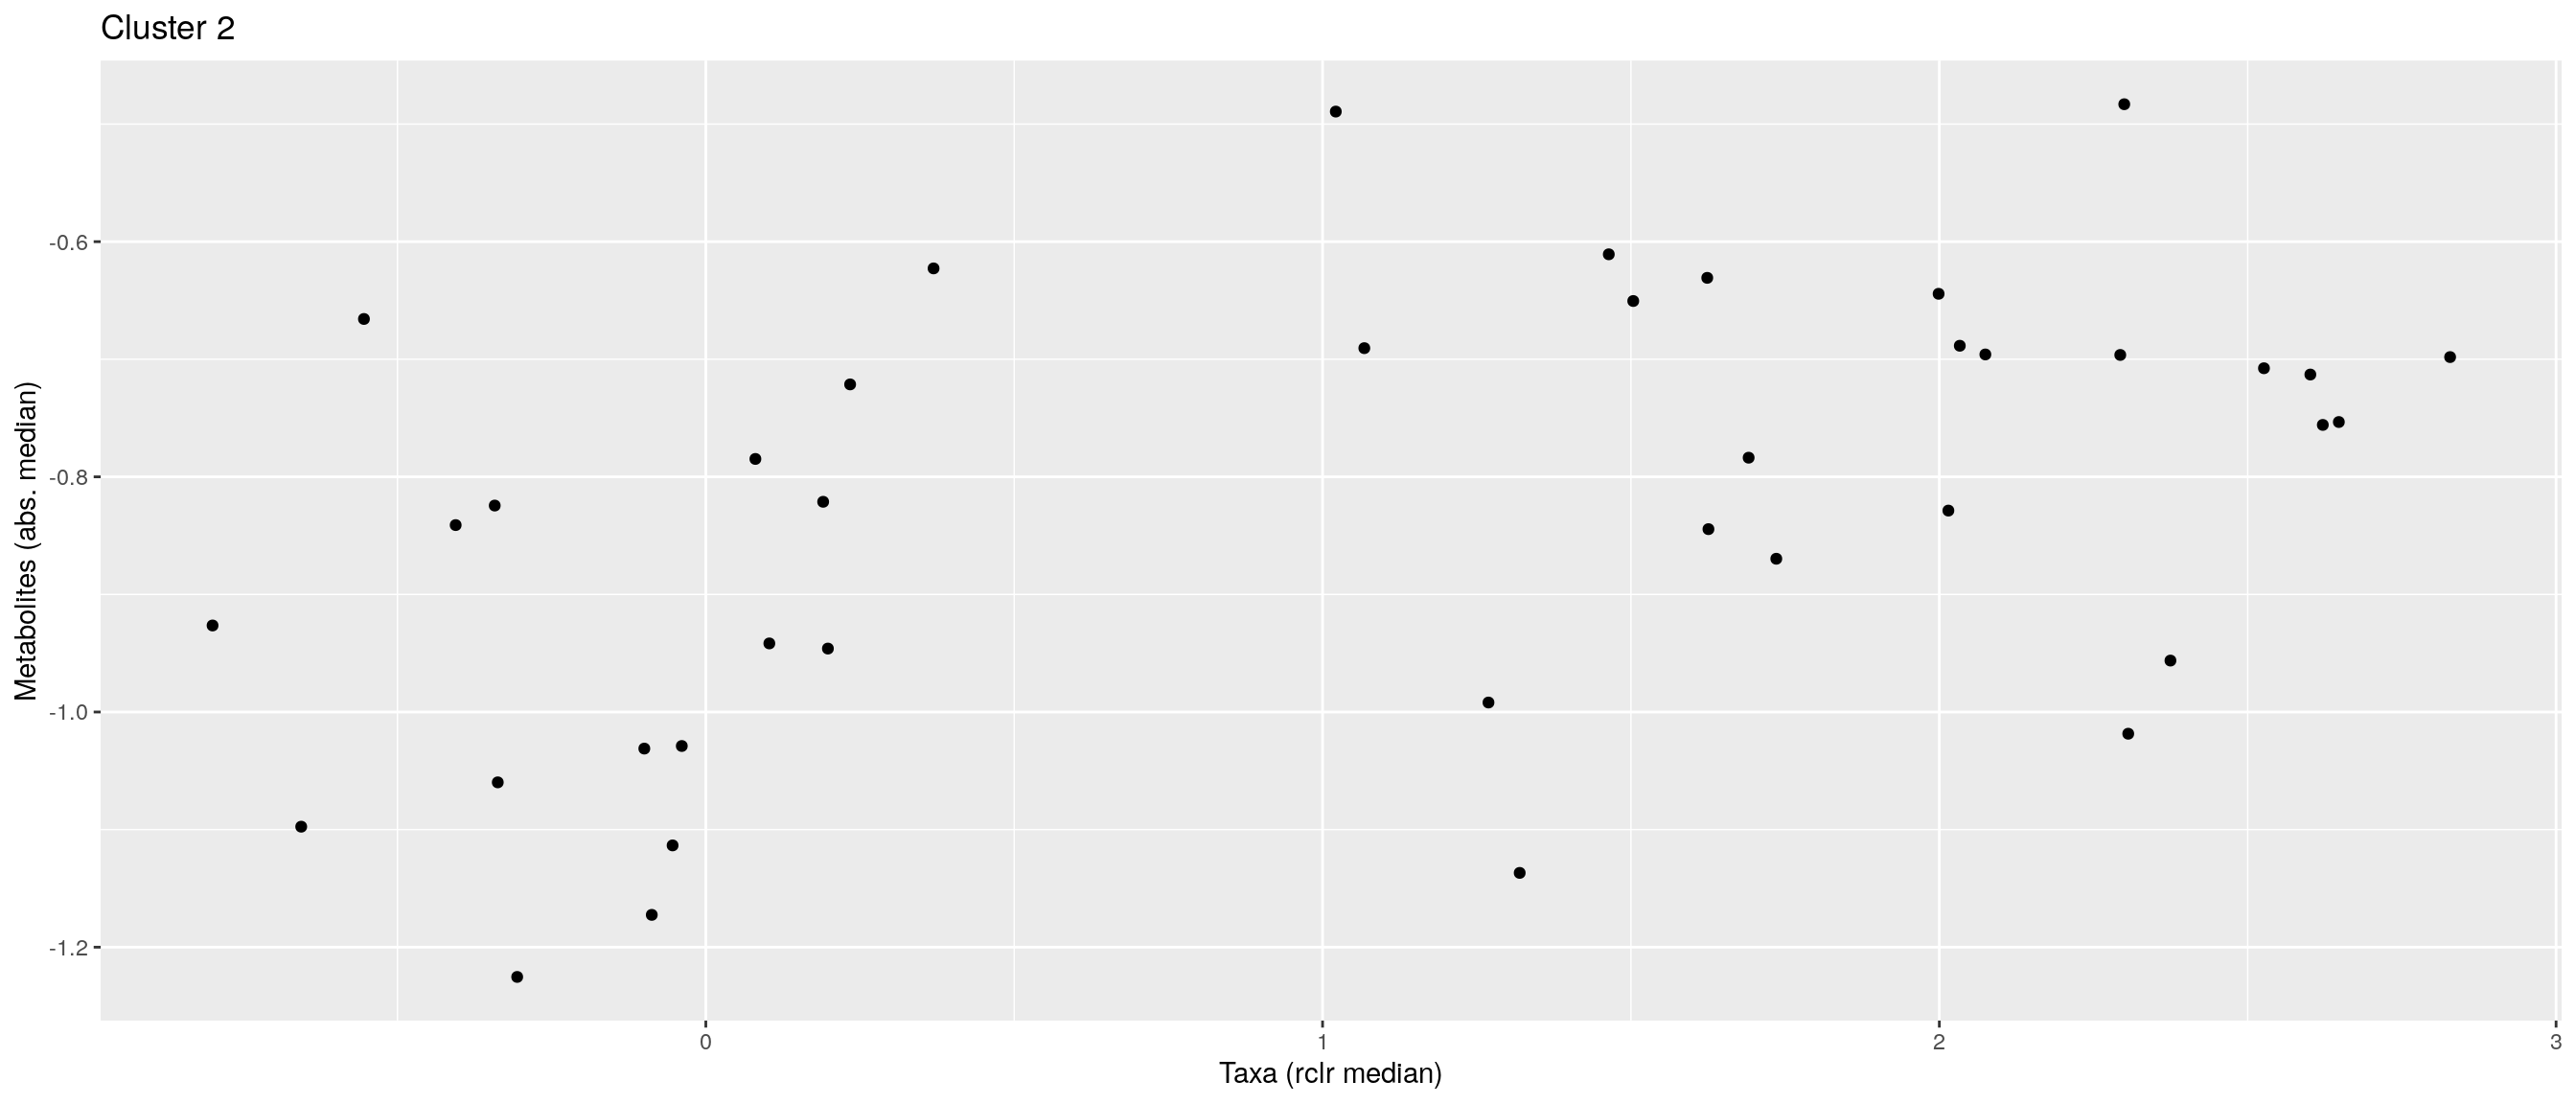 Cluster 2
Metabolites (abs. median)
-0.6
-0.8
-1.0
-1.2
0 1 2 3
Taxa (rclr median)